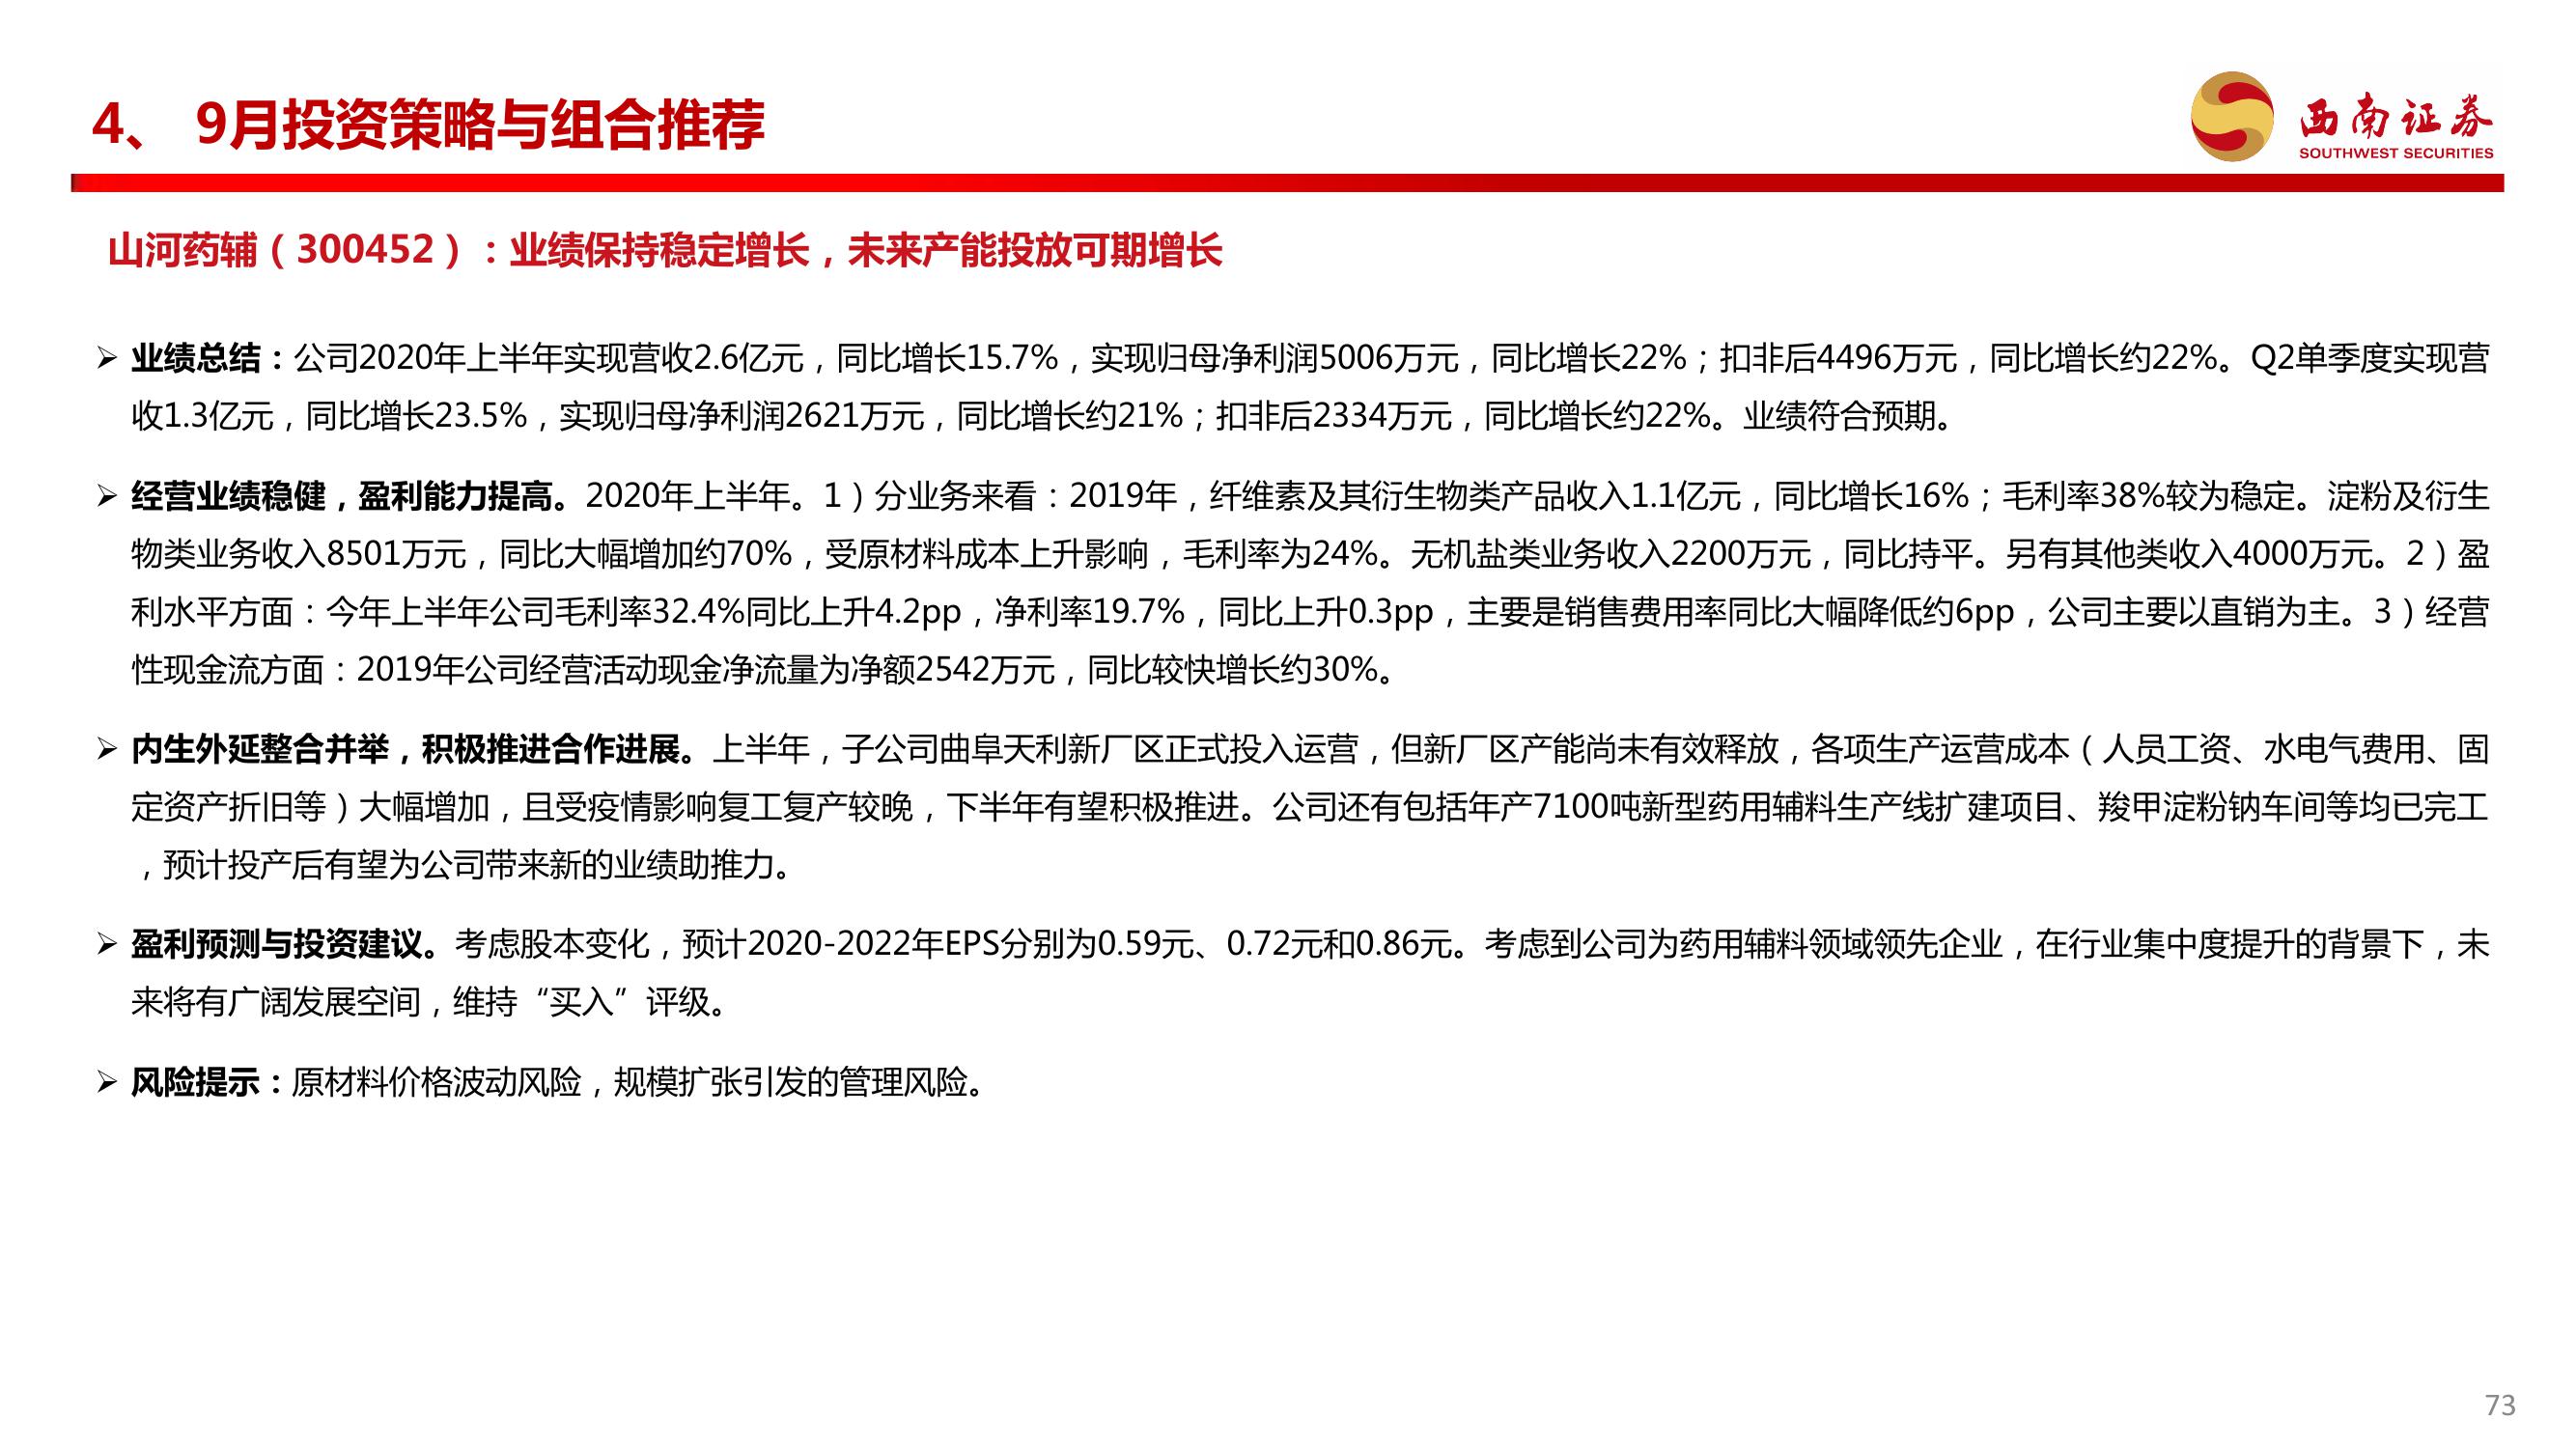 4、 9月投资策略与组合推荐
西南证券
SOUTHWEST SECURITIES
山河药辅（300452）：业绩保持稳定增长，未来产能投放可期增长
➢ 业绩总结：公司2020年上半年实现营收2.6亿元，同比增长15.7%，实现归母净利润5006万元，同比增长22%；扣非后4496万元，同比增长约22%。Q2单季度实现营
收1.3亿元，同比增长23.5%，实现归母净利润2621万元，同比增长约21%；扣非后2334万元，同比增长约22%。业绩符合预期。
➢ 经营业绩稳健，盈利能力提高。2020年上半年。1）分业务来看：2019年，纤维素及其衍生物类产品收入1.1亿元，同比增长16%；毛利率38%较为稳定。淀粉及衍生
物类业务收入8501万元，同比大幅增加约70%，受原材料成本上升影响，毛利率为24%。无机盐类业务收入2200万元，同比持平。另有其他类收入4000万元。2）盈
利水平方面：今年上半年公司毛利率32.4%同比上升4.2pp，净利率19.7%，同比上升0.3pp，主要是销售费用率同比大幅降低约6pp，公司主要以直销为主。3）经营
性现金流方面：2019年公司经营活动现金净流量为净额2542万元，同比较快增长约30%。
➢ 内生外延整合并举，积极推进合作进展。上半年，子公司曲阜天利新厂区正式投入运营，但新厂区产能尚未有效释放，各项生产运营成本（人员工资、水电气费用、固
定资产折旧等）大幅增加，且受疫情影响复工复产较晚，下半年有望积极推进。公司还有包括年产7100吨新型药用辅料生产线扩建项目、羧甲淀粉钠车间等均已完工
，预计投产后有望为公司带来新的业绩助推力。
➢ 盈利预测与投资建议。考虑股本变化，预计2020-2022年EPS分别为0.59元、0.72元和0.86元。考虑到公司为药用辅料领域领先企业，在行业集中度提升的背景下，未
来将有广阔发展空间，维持“买入”评级。
➢ 风险提示：原材料价格波动风险，规模扩张引发的管理风险。
73